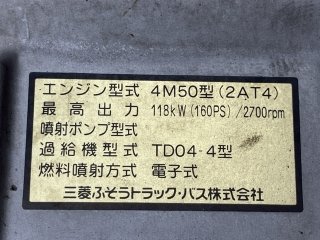 エンジン型式 4M50型(2AT4)
最高出力 118kW(160PS)/2700rpm
噴射ポンプ型式
過給機型式 TD04-4型
燃料噴射方式 電子式
三菱ふそうトラック・バス株式会社